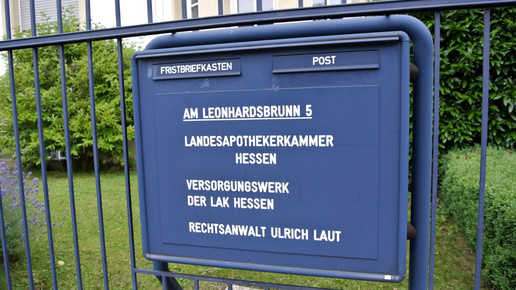 FRISTBRIEFKASTEN
POST
AM LEONHARDSBRUNN 5
LANDESAPOTHEKERKAMMER
HESSEN
VERSORGUNGSWERK
DER LAK HESSEN
RECHTSANWALT ULRICH LAUT